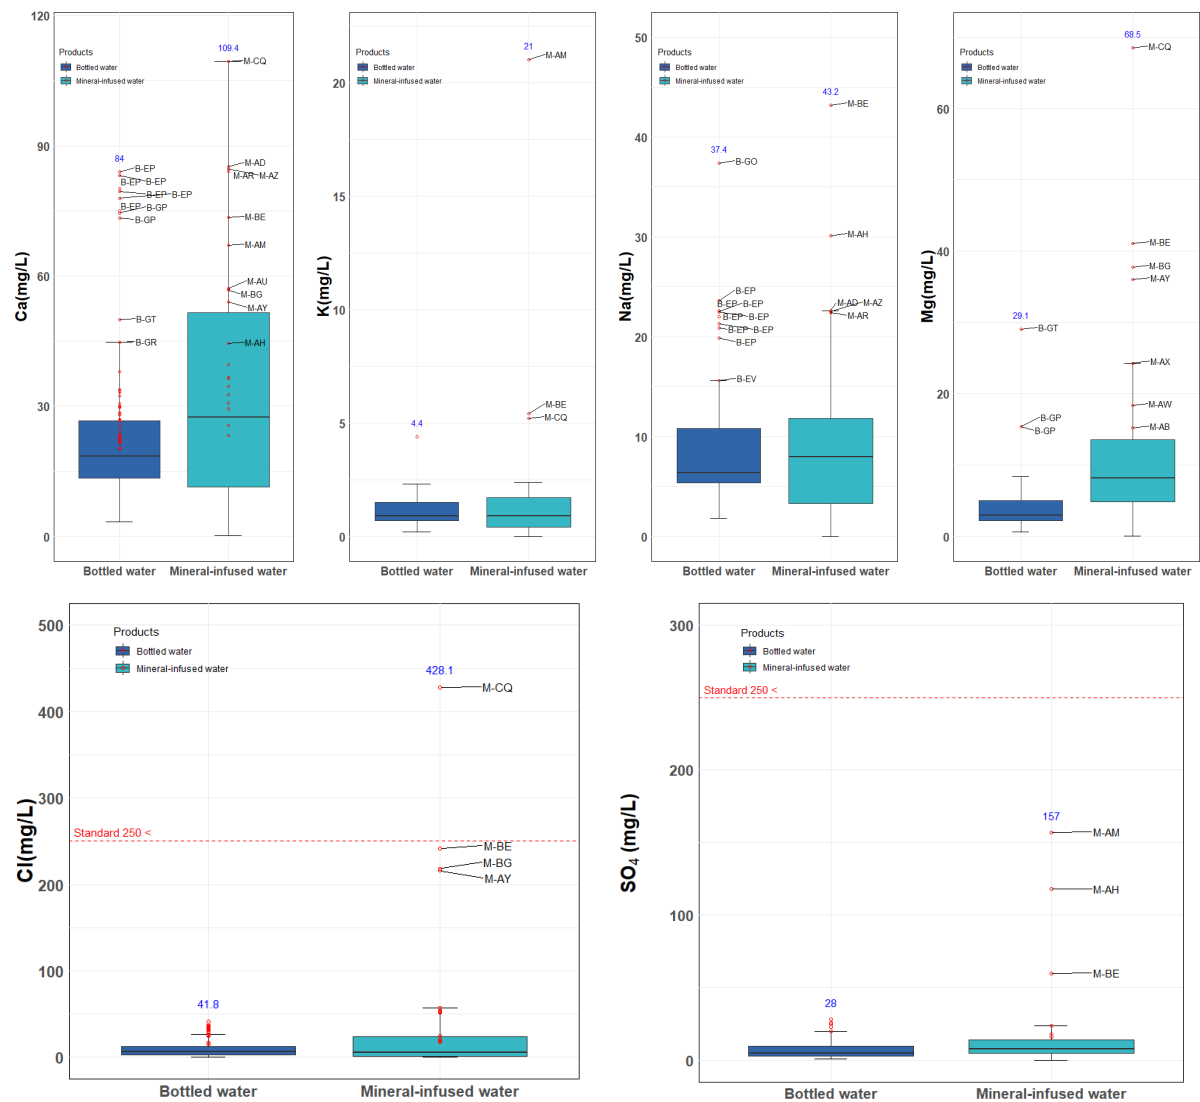 Ca(mg/L)
120
90
60
30
0
Products
Bottled water
Mineral-infused water
109.4
M-CQ
84
B-EP
B-EP B-EP
B-EP B-EP
B-EP B-GP
B-GP
B-GT
B-GR
M-AD
M-AR M-AZ
M-BE
M-AM
M-AU
M-BG
M-AY
M-AH
Bottled water Mineral-infused water
K(mg/L)
20
15
10
5
0
Products
Bottled water
Mineral-infused water
21
M-AM
4.4
M-BE
M-CQ
Bottled water Mineral-infused water
Na(mg/L)
50
40
30
20
10
0
Products
Bottled water
Mineral-infused water
43.2
M-BE
37.4
B-GO
M-AH
B-EP
B-EP B-EP
B-EP B-EP
B-EP B-EP
B-EP
B-EV
M-AD M-AZ
M-AR
Bottled water Mineral-infused water
Mg(mg/L)
60
40
20
0
Products
Bottled water
Mineral-infused water
68.5
M-CQ
M-BE
M-BG
M-AY
29.1
B-GT
M-AX
M-AW
M-AB
B-GP
B-GP
Bottled water Mineral-infused water
Cl(mg/L)
500
400
300
200
100
0
Products
Bottled water
Mineral-infused water
428.1
M-CQ
Standard 250 <
M-BE
M-BG
M-AY
41.8
Bottled water Mineral-infused water
SO4 (mg/L)
300
200
100
0
Products
Bottled water
Mineral-infused water
Standard 250 <
157
M-AM
M-AH
M-BE
28
Bottled water Mineral-infused water